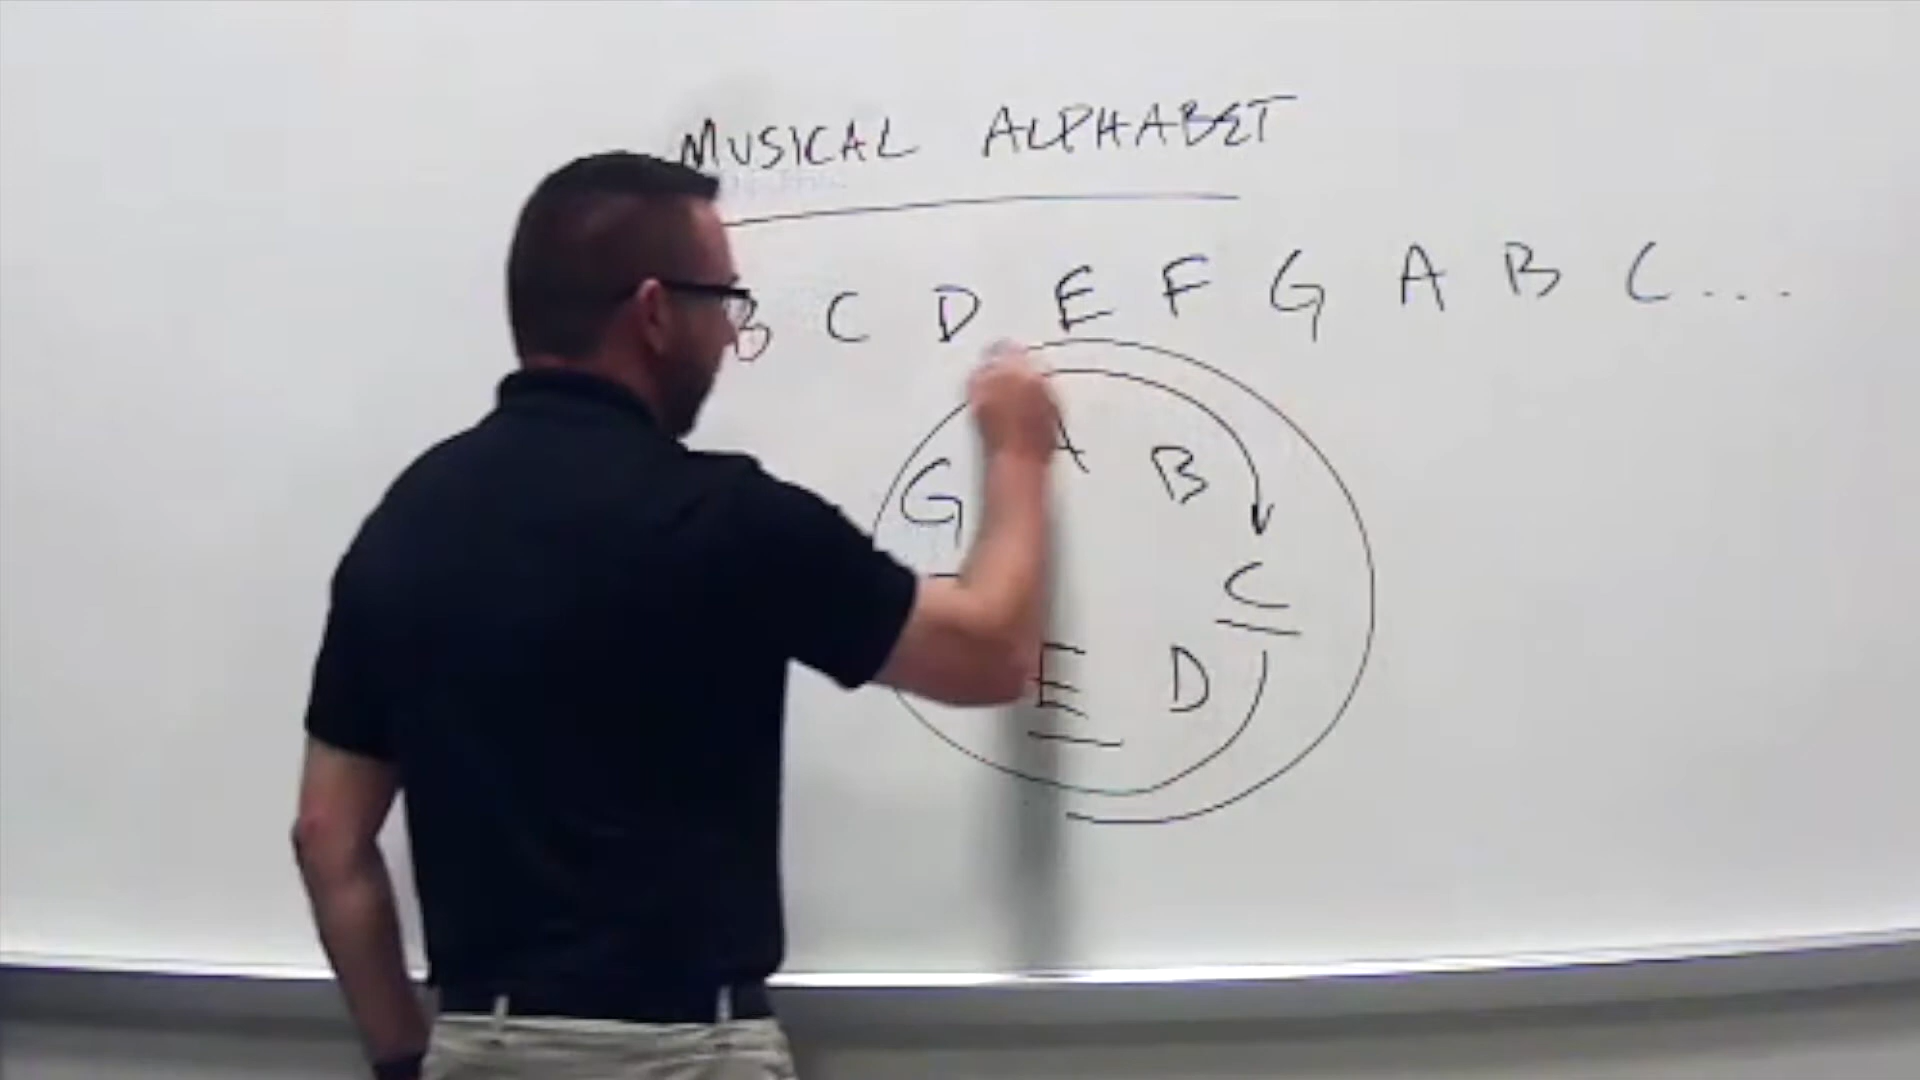 MUSICAL ALPHABET
B C D E F G A B C...
A
G B
C
E D